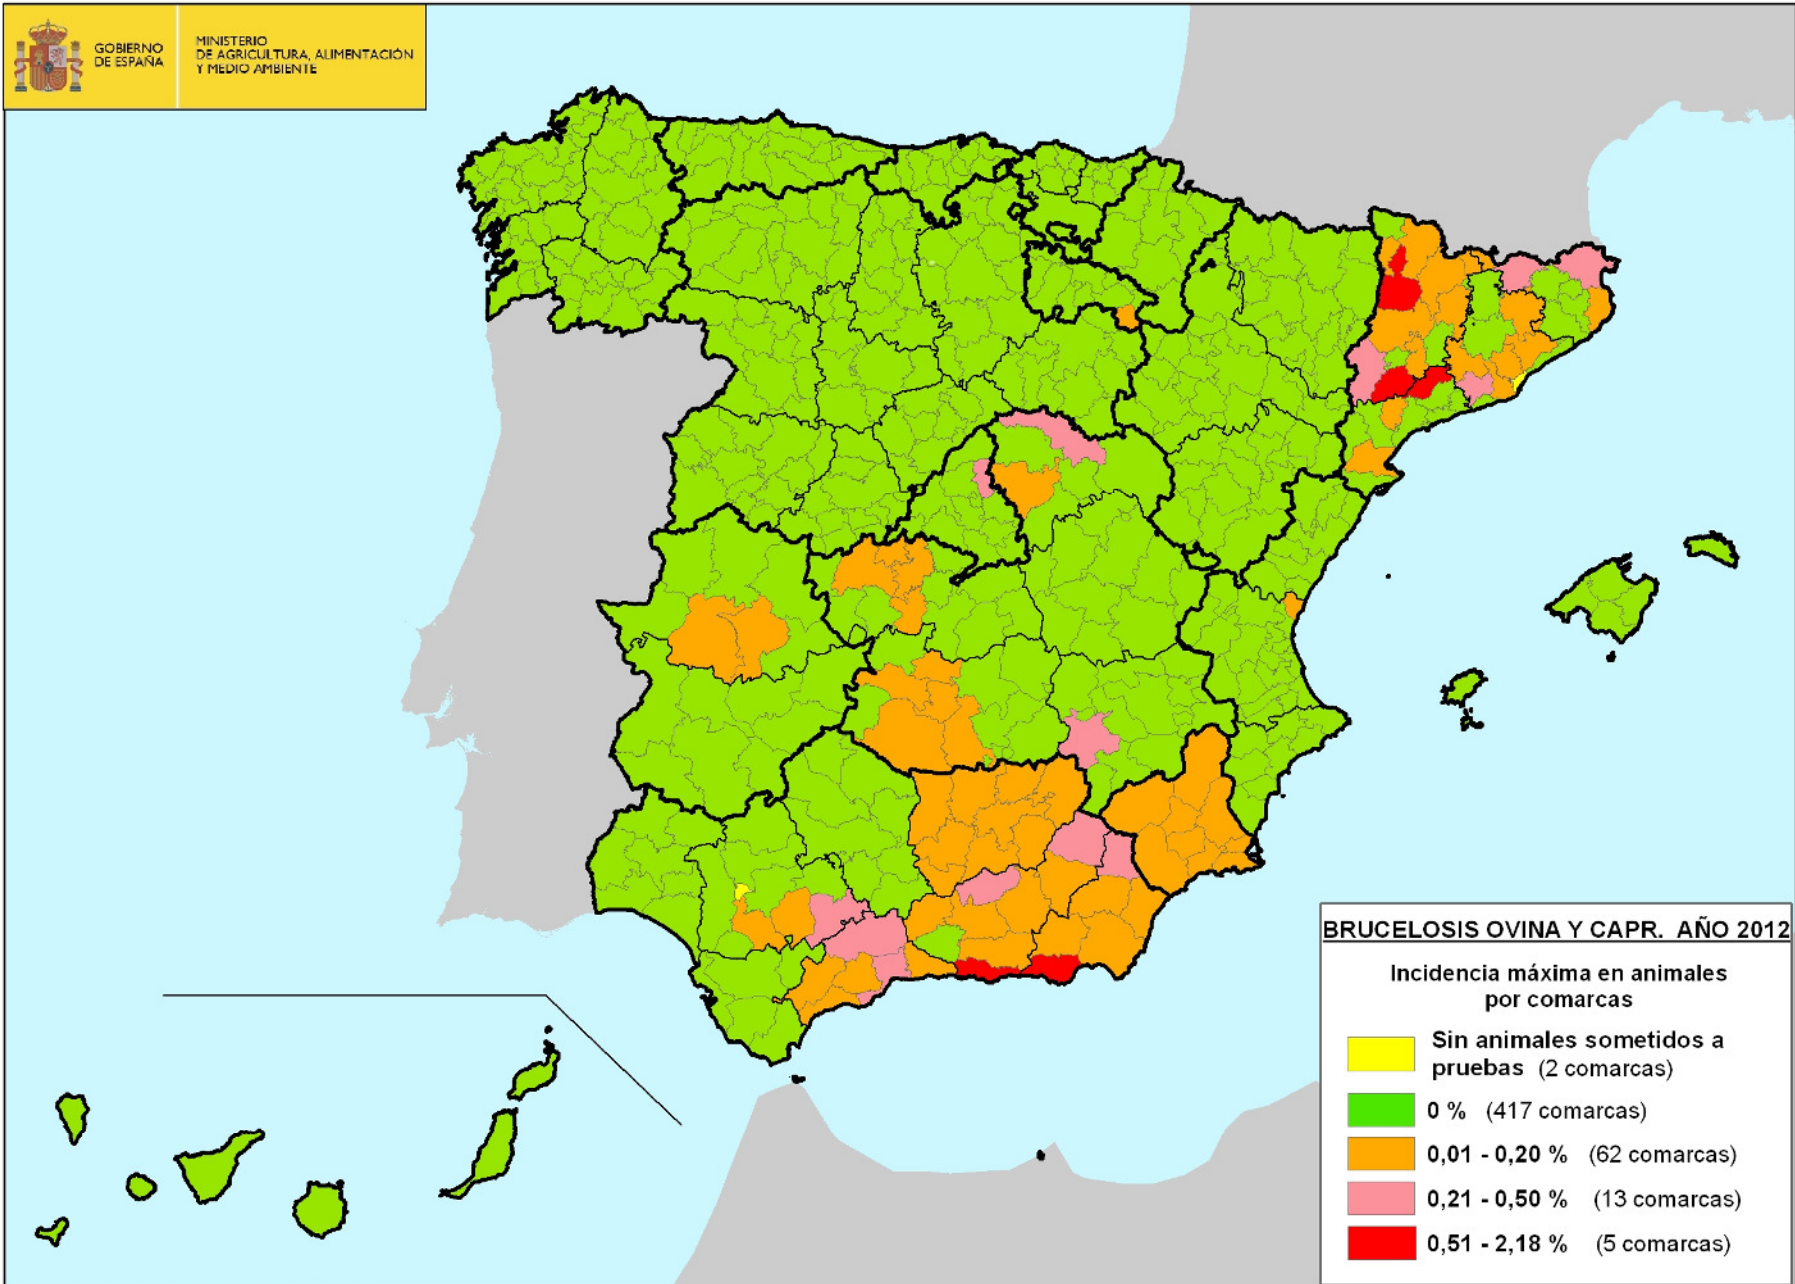 GOBIERNO
DE ESPAÑA
MINISTERIO
DE AGRICULTURA, ALIMENTACIÓN
Y MEDIO AMBIENTE
BRUCELOSIS OVINA Y CAPR. AÑO 2012
Incidencia máxima en animales
por comarcas
Sin animales sometidos a
pruebas (2 comarcas)
0 % (417 comarcas)
0,01 - 0,20 % (62 comarcas)
0,21 - 0,50 % (13 comarcas)
0,51 - 2,18 % (5 comarcas)